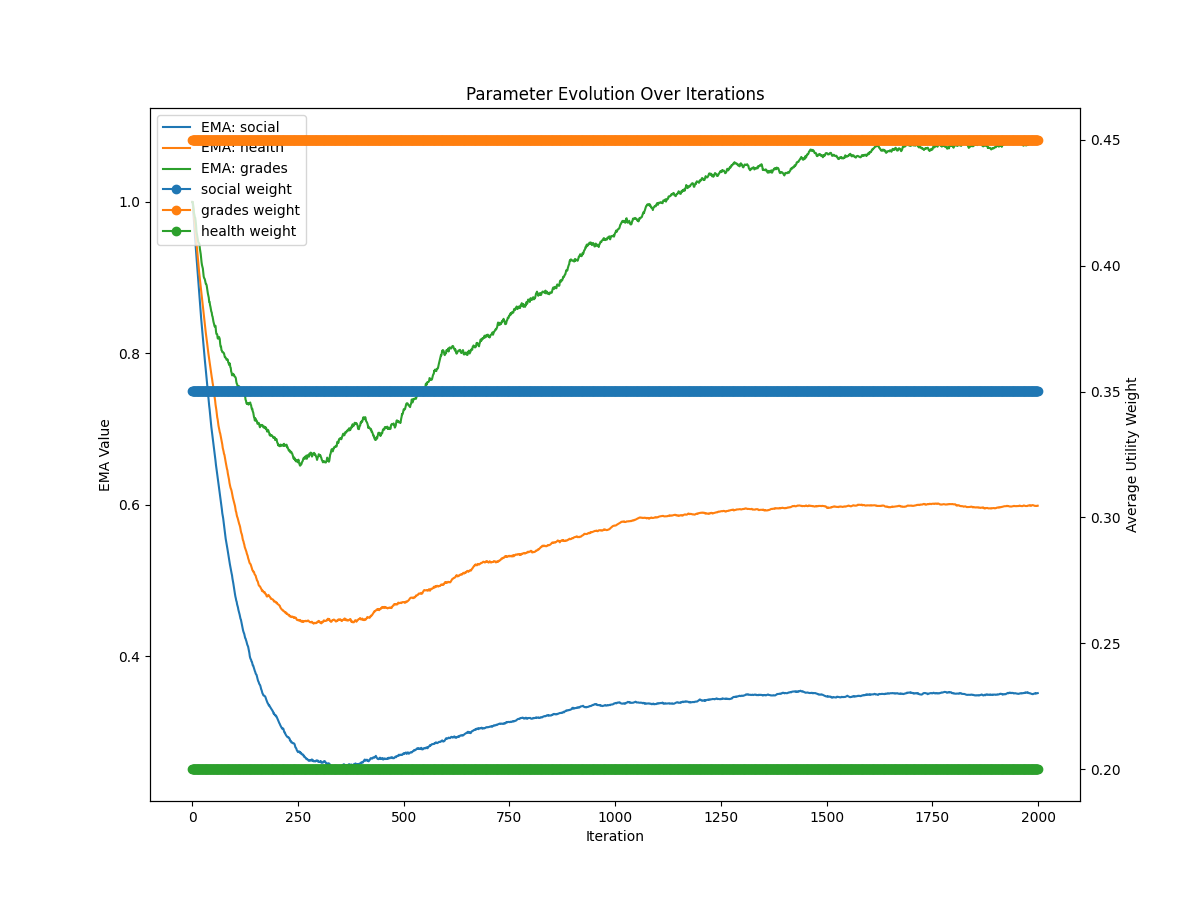 Parameter Evolution Over Iterations
EMA: social
EMA: health
EMA: grades
social weight
grades weight
health weight
EMA Value
1.0
0.8
0.6
0.4
0.45
0.40
0.35
0.30
0.25
0.20
Average Utility Weight
0 250 500 750 1000 1250 1500 1750 2000
Iteration